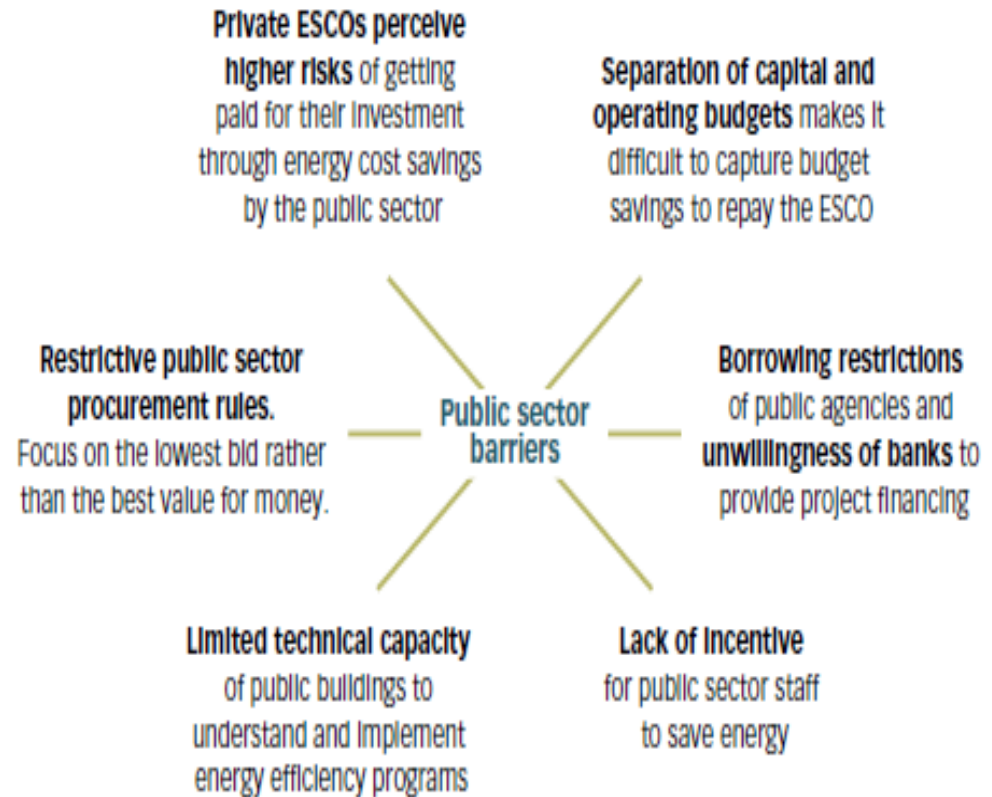 Private ESCOs perceive
higher risks of getting
paid for their investment
through energy cost savings
by the public sector
Separation of capital and
operating budgets makes it
difficult to capture budget
savings to repay the ESCO
Restrictive public sector
procurement rules.
Focus on the lowest bid rather
than the best value for money.
Public sector
barriers
Borrowing restrictions
of public agencies and
unwillingness of banks to
provide project financing
Limited technical capacity
of public buildings to
understand and implement
energy efficiency programs
Lack of incentive
for public sector staff
to save energy